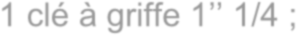 1 clé à griffe 1’’ 1/4 ;